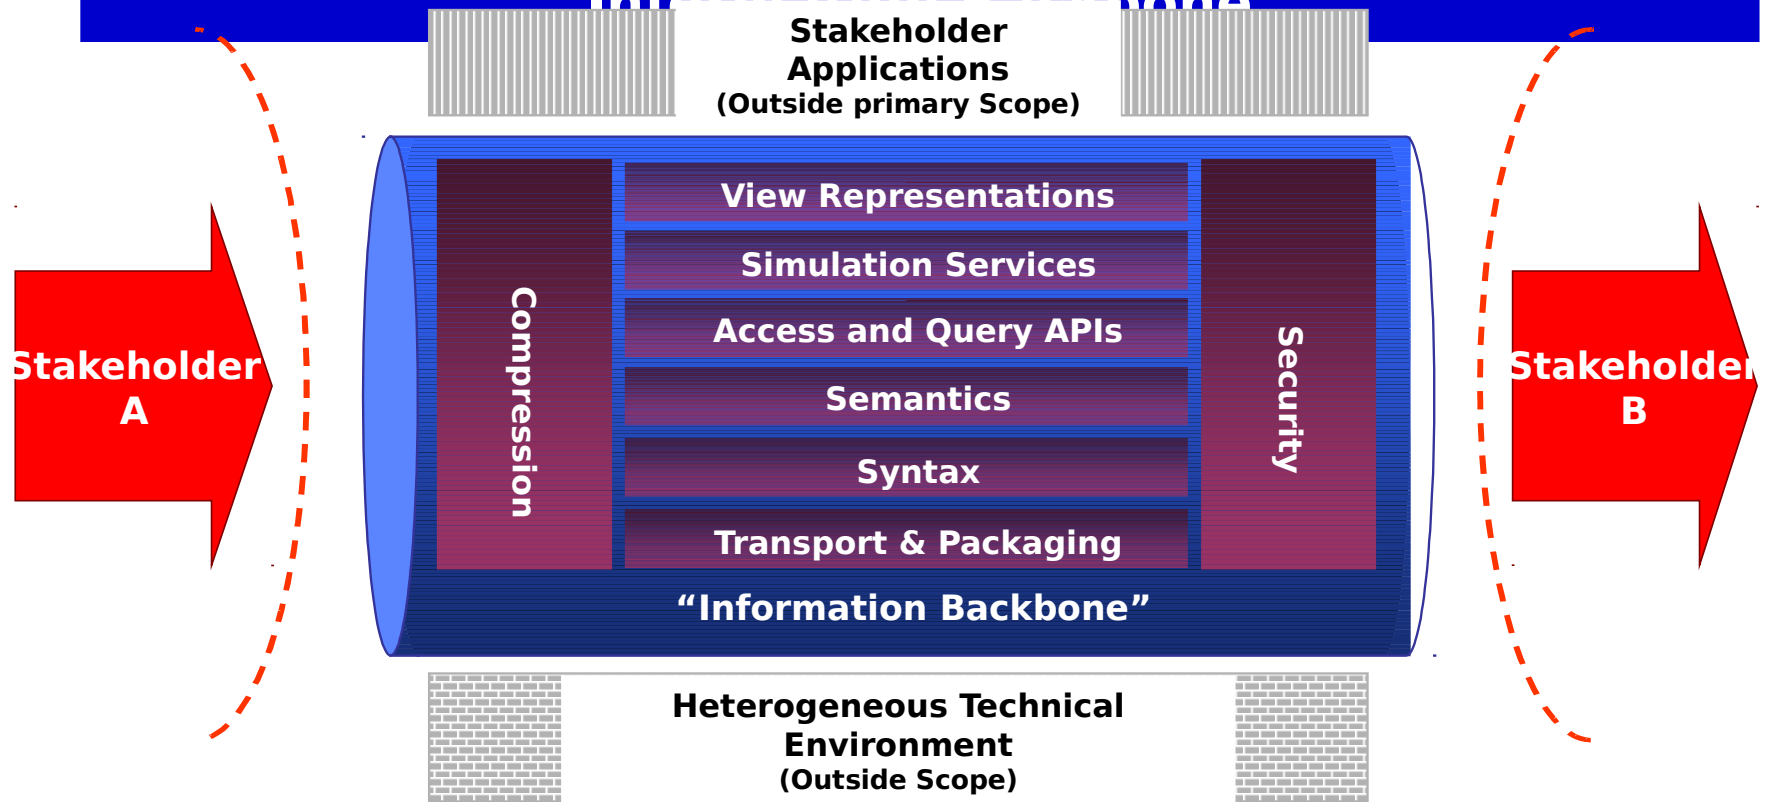 Stakeholder
Applications
(Outside primary Scope)
View Representations
Simulation Services
Access and Query APIs
Semantics
Syntax
Transport & Packaging
Compression
Security
“Information Backbone”
Stakeholder
A
Stakeholder
B
Heterogeneous Technical
Environment
(Outside Scope)